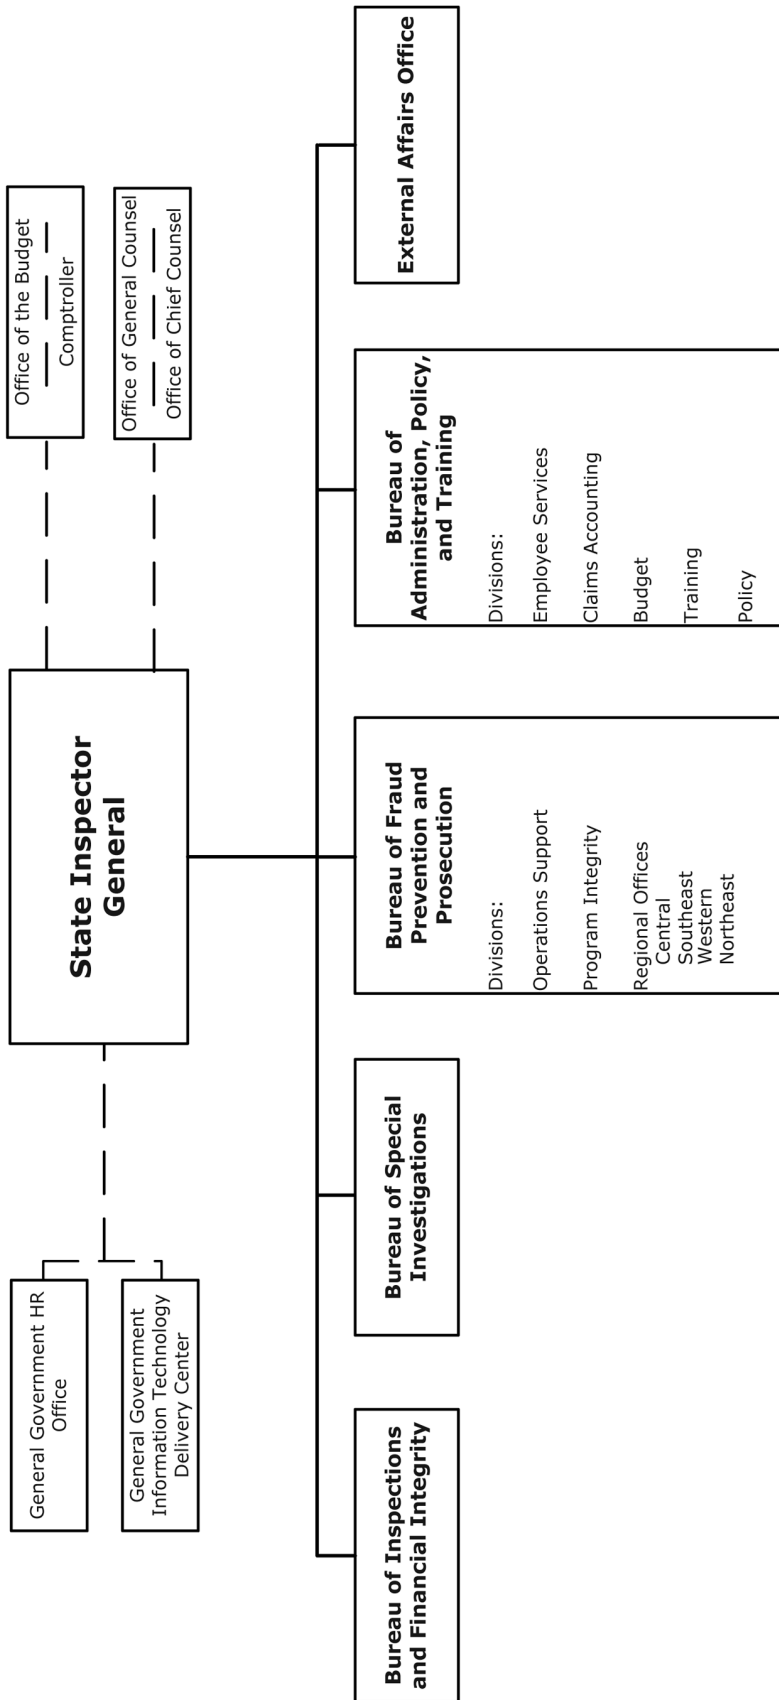 General Government HR
Office
General Government
Information Technology
Delivery Center
State Inspector
General
Office of the Budget
Comptroller
Office of General Counsel
Office of Chief Counsel
Bureau of Inspections
and Financial Integrity
Bureau of Special
Investigations
Bureau of Fraud
Prevention and
Prosecution
Divisions:
Operations Support
Program Integrity
Regional Offices
Central
Southeast
Western
Northeast
Bureau of
Administration, Policy,
and Training
Divisions:
Employee Services
Claims Accounting
Budget
Training
Policy
External Affairs Office